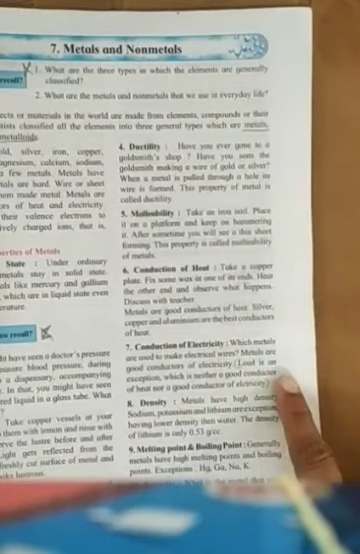 7. Metals and Nonmetals
recall?
1. What are the three types in which the elements are generally
classified?
2. What are the metals and nonmetals that we use in everyday life?
ects or materials in the world are made from elements, compounds or their
tists classified all the elements into three general types which are metals,
metalloids.
old, silver, iron, copper,
agnesium, calcium, sodium,
a few metals. Metals have
tals are hard. Wire or sheet
em made metal. Metals are
ors of heat and electricity
their valence electrons to
ively charged ions, that is,
erties of Metals
State : Under ordinary
metals stay in solid state.
als like mercury and gallium
, which are in liquid state even
erature.
ou recall?
ht have seen a doctor's pressure
asure blood pressure, during
o a dispensary, accompanying
e. In that, you might have seen
red liquid in a glass tube. What
?
Take copper vessels at your
them with lemon and rinse with
rve the lustre before and after
ight gets reflected from the
freshly cut surface of metal and
ooks lustrous.
4. Ductility : Have you ever gone to a
goldsmith's shop ? Have you seen the
goldsmith making a wire of gold or silver?
When a metal is pulled through a hole its
wire is formed. This property of metal is
called ductility.
5. Malleability : Take an iron nail. Place
it on a platform and keep on hammering
it. After sometime you will see a thin sheet
forming. This property is called malleability
of metals.
6. Conduction of Heat : Take a copper
plate. Fix some wax at one of its ends. Heat
the other end and observe what happens.
Discuss with teacher.
Metals are good conductors of heat. Silver,
copper and aluminium are the best conductors
of heat.
7. Conduction of Electricity : Which metals
are used to make electrical wires? Metals are
good conductors of electricity. (Lead is an
exception, which is neither a good conductor
of heat nor a good conductor of eletricity)
8. Density : Metals have high density
Sodium, potassium and lithium are exception
having lower density then water. The density
of lithium is only 0.53 g/cc.
9. Melting point & Boiling Point : Generally
metals have high melting points and boiling
points. Exceptions : Hg, Ga, Na, K